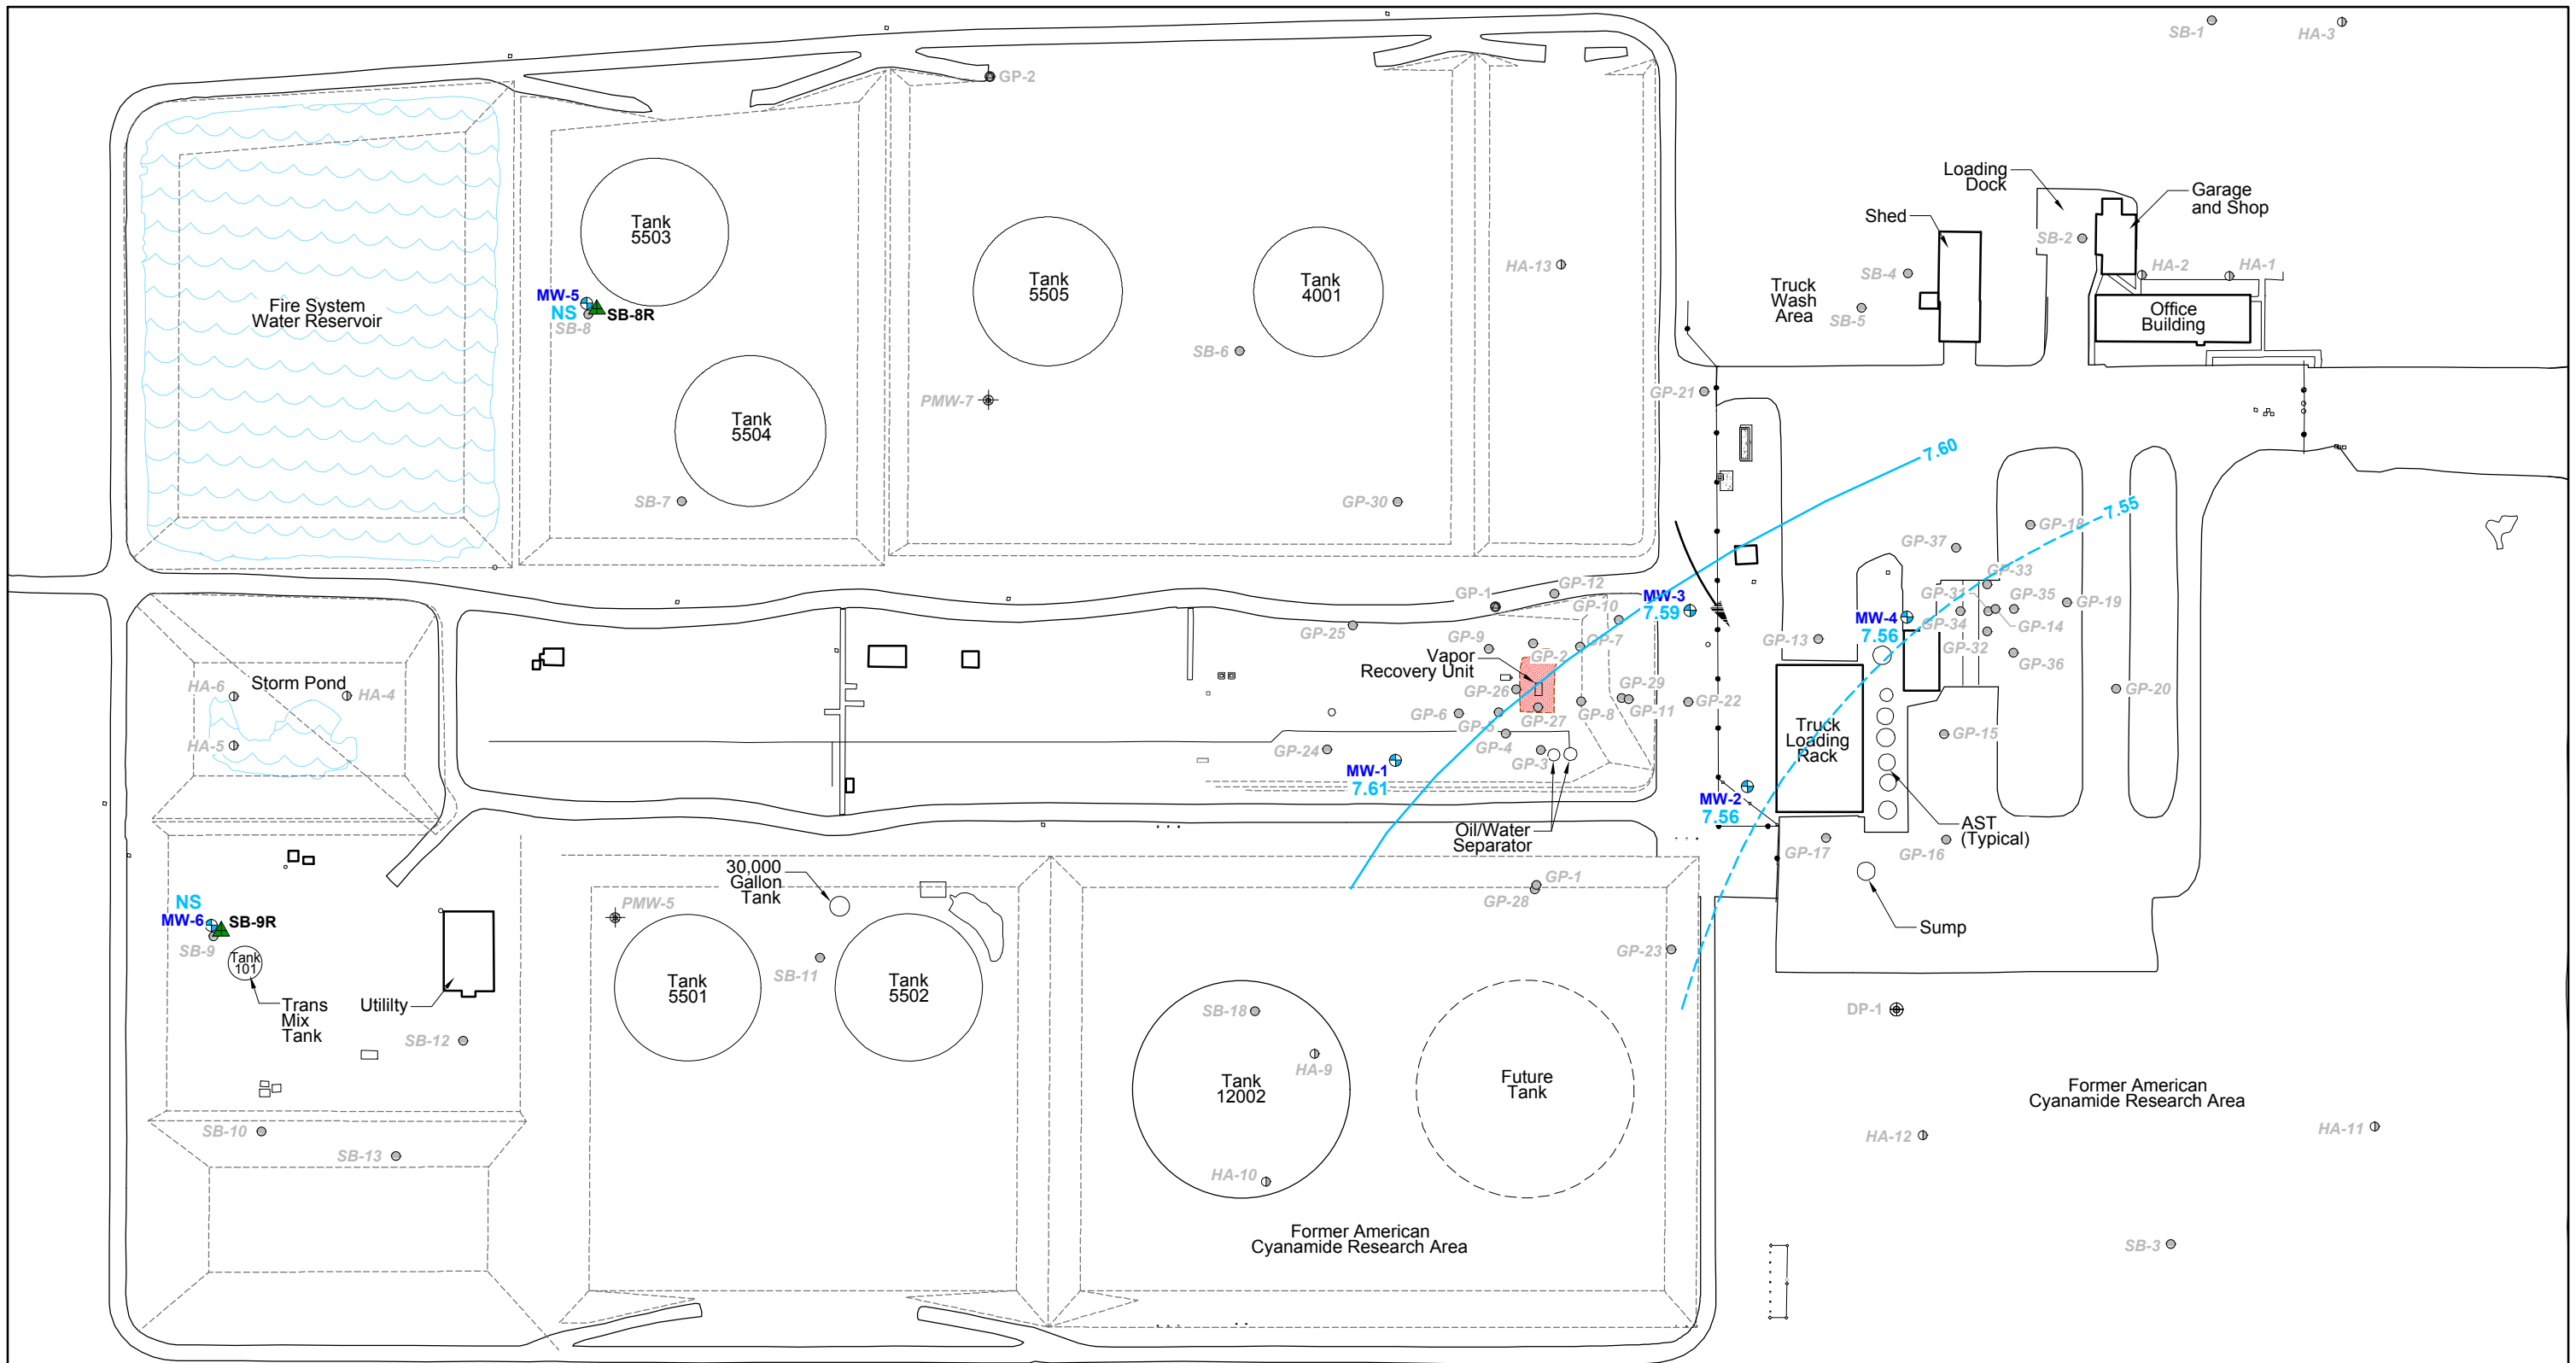 SB-1
HA-3
GP-2
Loading
Dock
Garage
and Shop
Shed
Tank
5503
SB-2
HA-13
SB-4
HA-2
HA-1
Tank
5505
Tank
4001
Truck
Wash
Area
Fire System
Water Reservoir
MW-5
NS
SB-8R
SB-8
SB-5
Office
Building
SB-6
GP-21
PMW-7
Tank
5504
7.60
SB-7
GP-30
7.55
GP-18
GP-37
GP-33
GP-12
GP-1
MW-3
7.59
GP-10
GP-31
GP-35
GP-19
MW-4
7.56
GP-34
GP-14
GP-25
GP-9
GP-7
GP-13
GP-32
GP-2
Vapor
Recovery Unit
GP-36
Storm Pond
HA-6
HA-4
GP-26
GP-29
GP-20
GP-6
GP-5
GP-27
GP-8
GP-11
GP-22
HA-5
GP-24
GP-4
GP-3
Truck
Loading
Rack
GP-15
MW-1
7.61
MW-2
7.56
Oil/Water
Separator
AST
(Typical)
GP-17
GP-16
30,000
Gallon
Tank
GP-1
GP-28
NS
MW-6
SB-9R
SB-9
PMW-5
Sump
GP-23
Tank
101
SB-11
Tank
5501
Tank
5502
Trans
Mix
Tank
Utililty
SB-18
DP-1
SB-12
HA-9
Tank
12002
Future
Tank
Former American
Cyanamide Research Area
SB-10
HA-12
HA-11
SB-13
HA-10
Former American
Cyanamide Research Area
SB-3